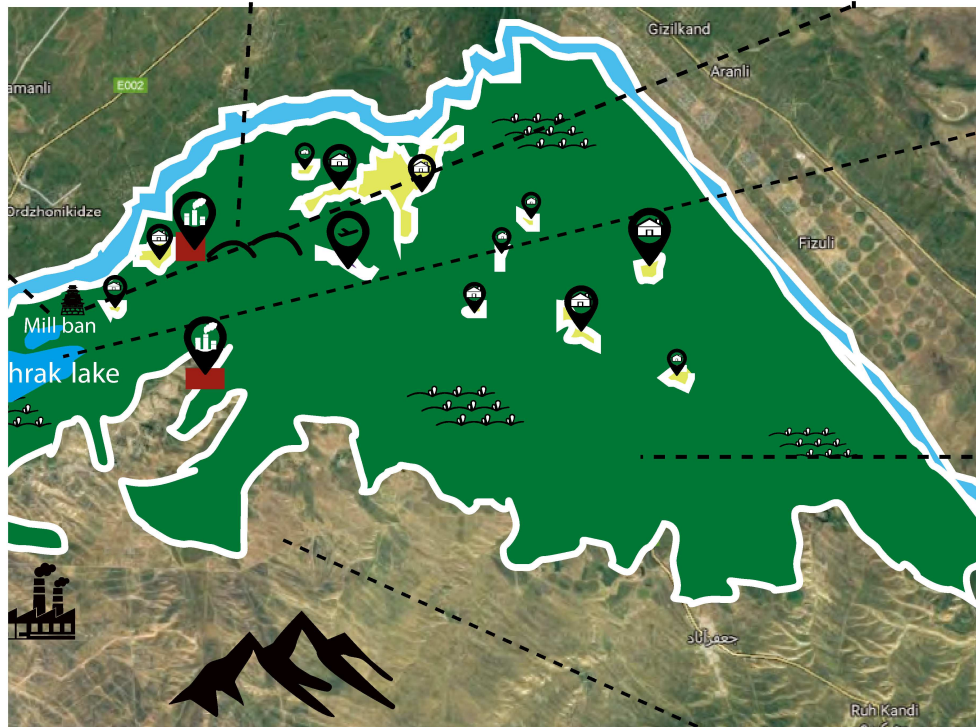 Gizilkand
Aranli
amanli
E002
Ordzhonikidze
Fizuli
Mill ban
hrak lake
جعفرآباد
Ruh Kandi